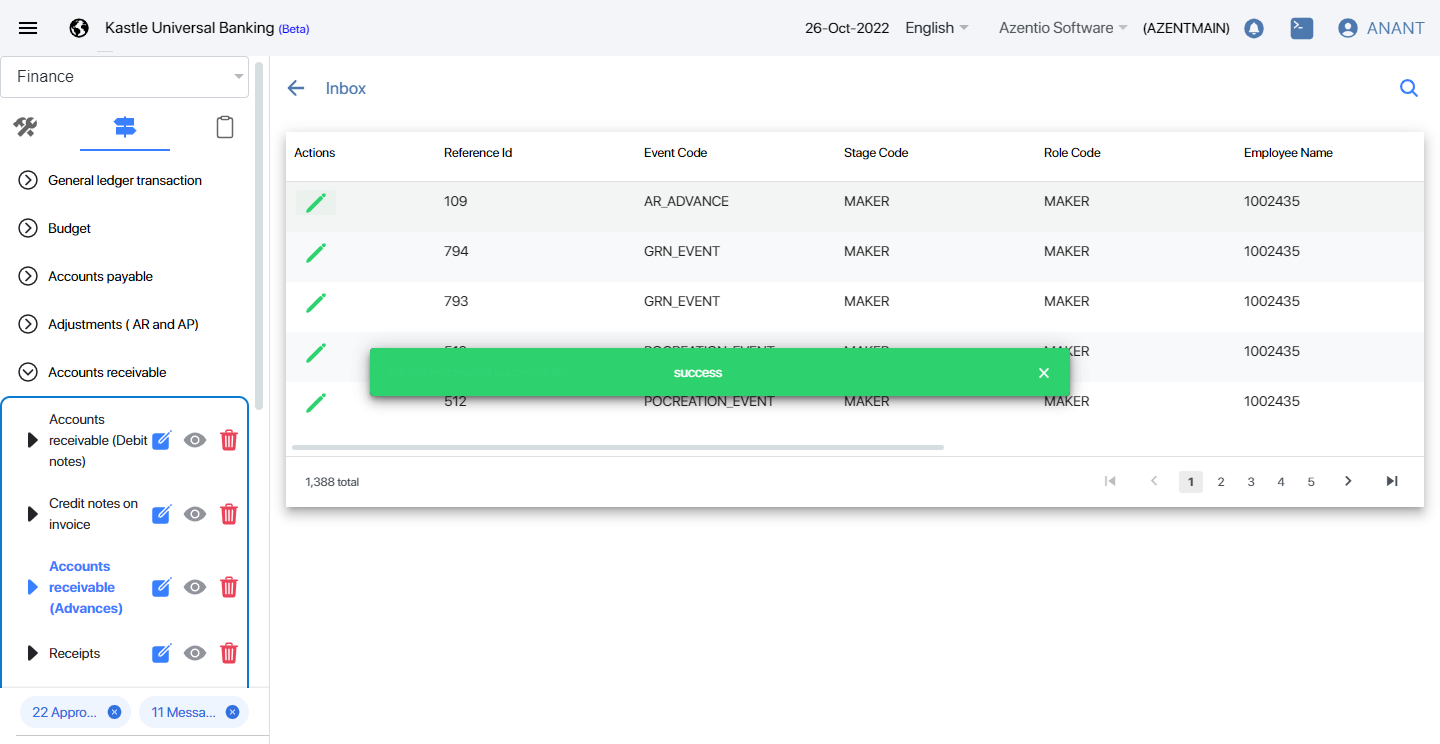 Kastle Universal Banking (Beta)
26-Oct-2022
English
Azentio Software
(AZENTMAIN)
ANANT
Finance
General ledger transaction
Budget
Accounts payable
Adjustments ( AR and AP)
Accounts receivable
Accounts
receivable (Debit
notes)
Credit notes on
invoice
Accounts
receivable
(Advances)
Receipts
22 Appro...
11 Messa...
Inbox
Actions Reference Id Event Code Stage Code Role Code Employee Name
109 AR_ADVANCE MAKER MAKER 1002435
794 GRN_EVENT MAKER MAKER 1002435
793 GRN_EVENT MAKER MAKER 1002435
POCREATION_EVENT MAKER MAKER 1002435
success
512 POCREATION_EVENT MAKER MAKER 1002435
1,388 total
1 2 3 4 5